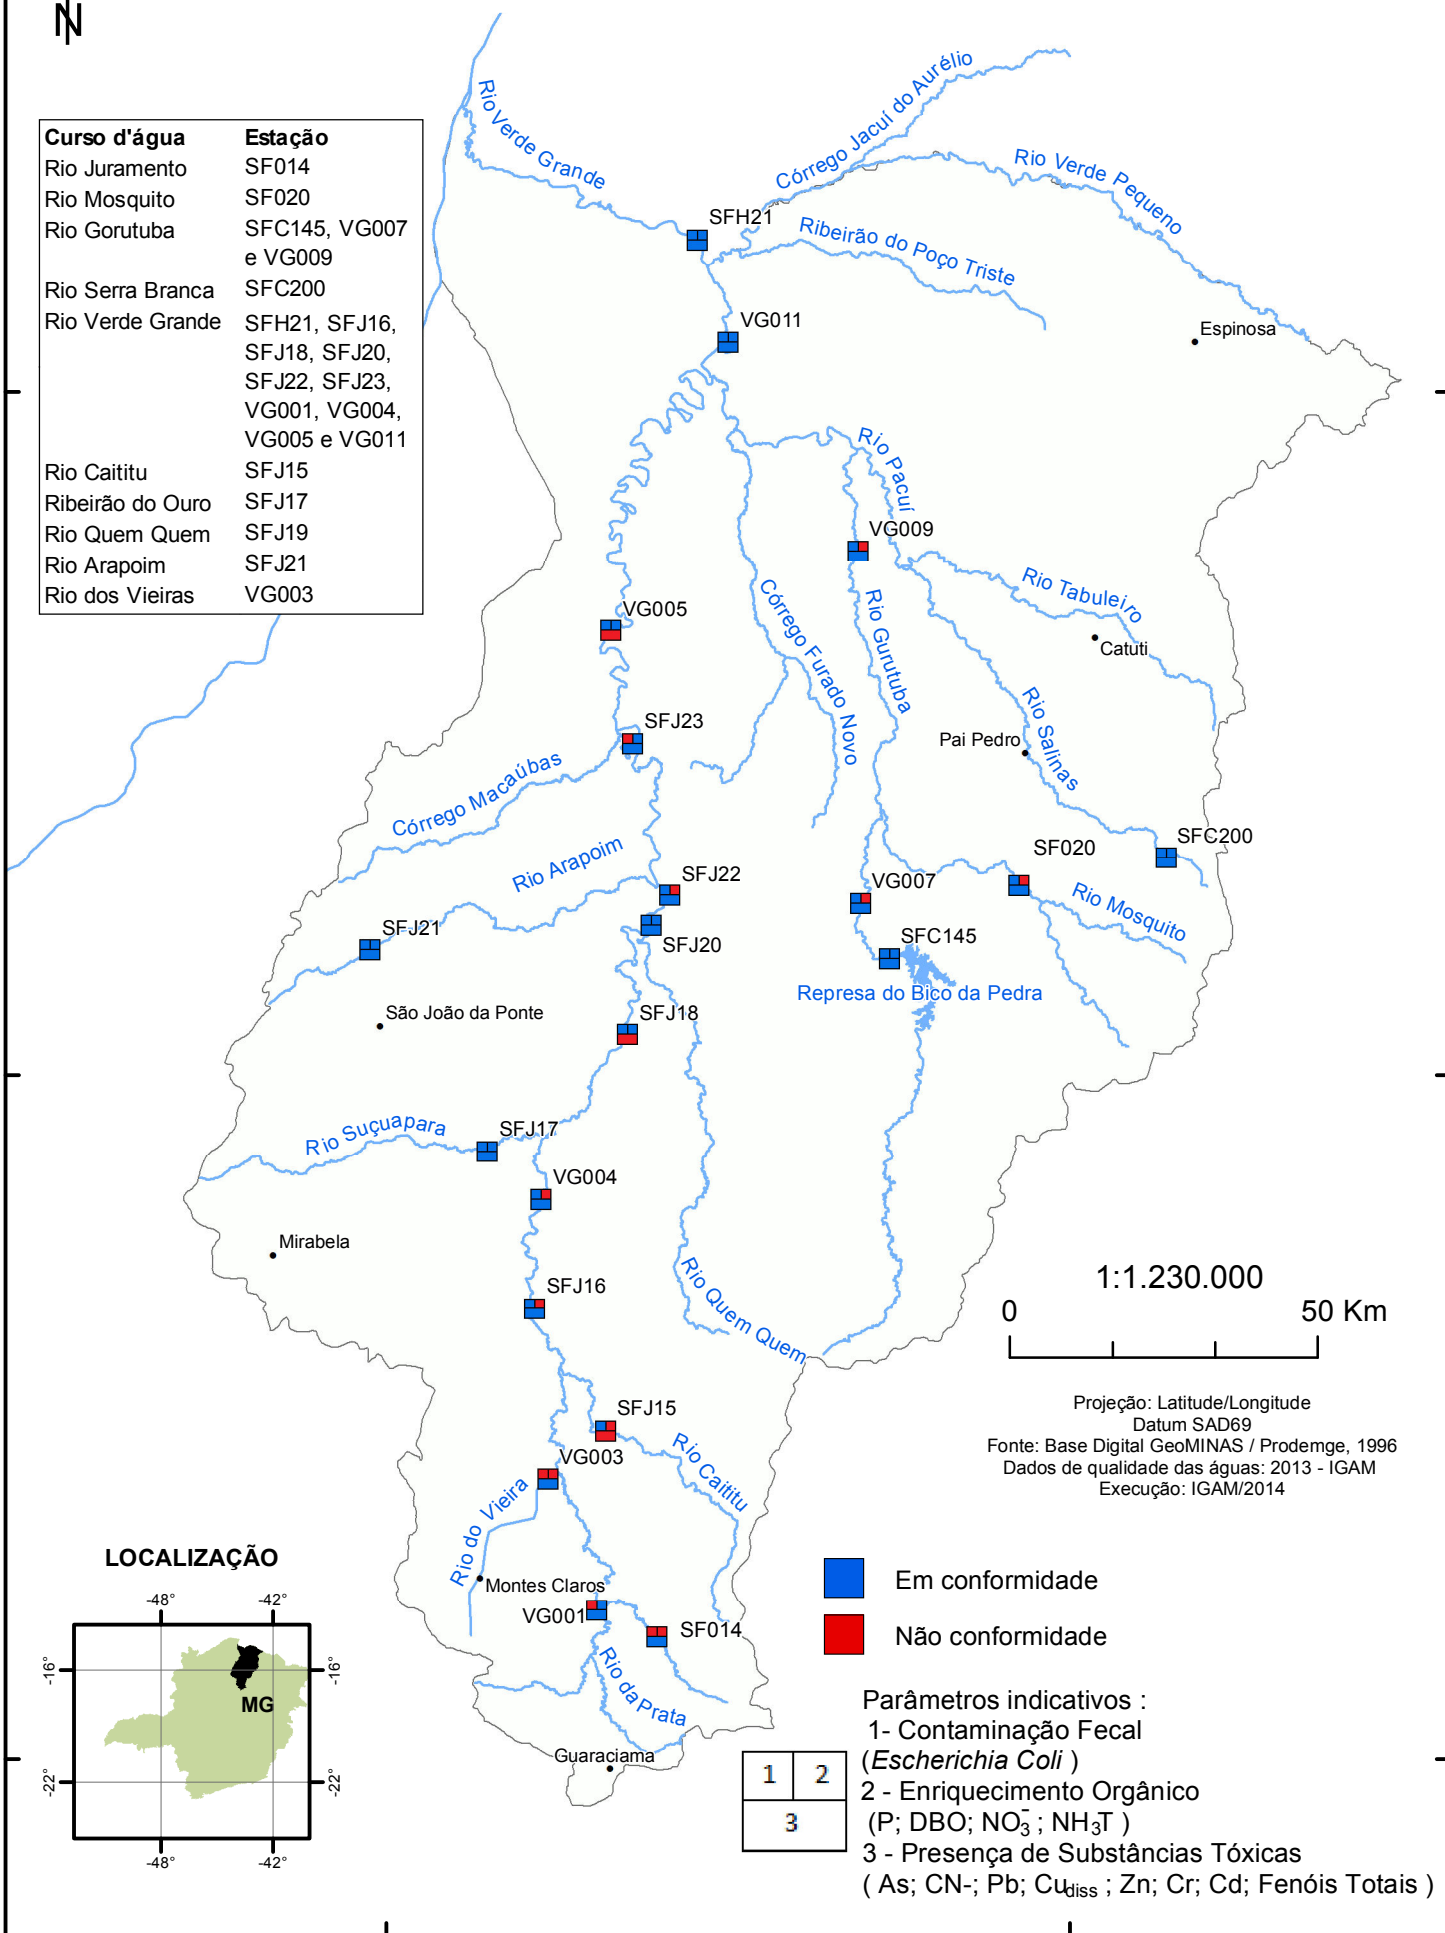 N
Curso d'água Estação
Rio Juramento SF014
Rio Mosquito SF020
Rio Gorutuba SFC145, VG007
e VG009
Rio Serra Branca SFC200
Rio Verde Grande SFH21, SFJ16,
SFJ18, SFJ20,
SFJ22, SFJ23,
VG001, VG004,
VG005 e VG011
Rio Caititu SFJ15
Ribeirão do Ouro SFJ17
Rio Quem Quem SFJ19
Rio Arapoim SFJ21
Rio dos Vieiras VG003
Rio Verde Grande
Córrego Jacuí do Aurélio
Rio Verde Pequeno
SFH21
Ribeirão do Poço Triste
VG011
Espinosa
Rio Pacuí
VG009
Rio Tabuleiro
Catuti
VG005
Córrego Furado Novo
Rio Gurutuba
Rio Salinas
SFJ23
Pai Pedro
Córrego Macaúbas
Rio Arapoim
SFC200
SF020
SFJ22
VG007
Rio Mosquito
SFJ21
SFJ20
SFC145
Represa do Bico da Pedra
São João da Ponte
SFJ18
Rio Suçuapara
SFJ17
VG004
Mirabela
SFJ16
Rio Quem Quem
1:1.230.000
0 50 Km
Projeção: Latitude/Longitude
Datum SAD69
Fonte: Base Digital GeoMINAS / Prodemge, 1996
Dados de qualidade das águas: 2013 - IGAM
Execução: IGAM/2014
SFJ15
VG003
Rio Caititu
Rio do Vieira
Montes Claros
VG001
SF014
Rio da Prata
Guaraciama
LOCALIZAÇÃO
-48° -42°
-16° -16°
MG
-22° -22°
-48° -42°
Em conformidade
Não conformidade
Parâmetros indicativos :
1- Contaminação Fecal
(Escherichia Coli )
2 - Enriquecimento Orgânico
(P; DBO; NO₃⁻ ; NH₃T )
3 - Presença de Substâncias Tóxicas
( As; CN-; Pb; Cudiss ; Zn; Cr; Cd; Fenóis Totais )
1 2
3